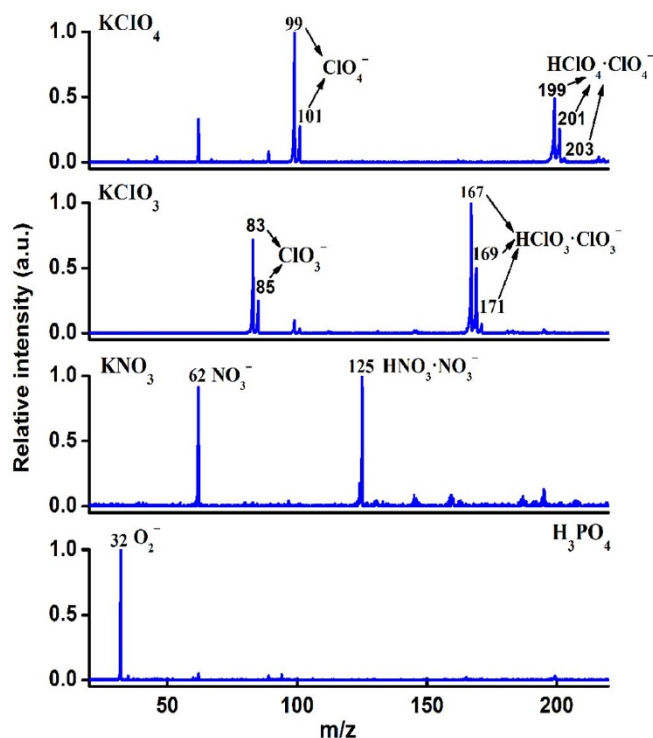 Relative intensity (a.u.)
KClO₄
1.0
0.5
0.0
99
ClO₄⁻
101
HClO₄·ClO₄⁻
199
201
203
KClO₃
1.0
0.5
0.0
83
ClO₃⁻
85
167
169 HClO₃·ClO₃⁻
171
KNO₃
1.0
0.5
0.0
62 NO₃⁻
125 HNO₃·NO₃⁻
H₃PO₄
1.0
0.5
0.0
32 O₂⁻
50 100 150 200
m/z